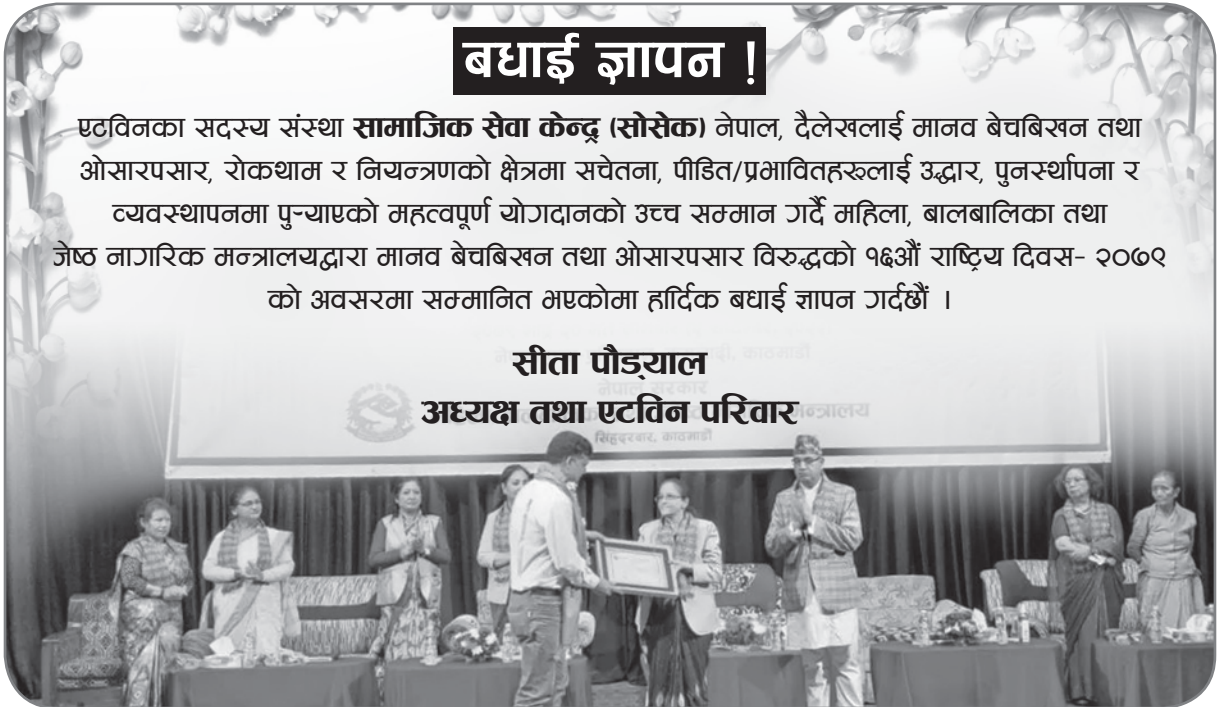 बधाई ज्ञापन !
एटविनका सदस्य संस्था सामाजिक सेवा केन्द्र (सोसेक) नेपाल, दैलेखलाई मानव बेचबिखन तथा
ओसारपसार, रोकथाम र नियन्त्रणको क्षेत्रमा सचेतना, पीडित/प्रभावितहरूलाई उद्धार, पुनर्स्थापना र
व्यवस्थापनमा पुऱ्याएको महत्वपूर्ण योगदानको उच्च सम्मान गर्दै महिला, बालबालिका तथा
जेष्ठ नागरिक मन्त्रालयद्वारा मानव बेचबिखन तथा ओसारपसार विरुद्धको १६औं राष्ट्रिय दिवस- २०७९
को अवसरमा सम्मानित भएकोमा हार्दिक बधाई ज्ञापन गर्दछौं ।
काठमाडौं
सीता पौड्याल
नेपाल सरकार
अध्यक्ष तथा एटविन परिवार
मन्त्रालय
सिंहदरबार, काठमाडौं